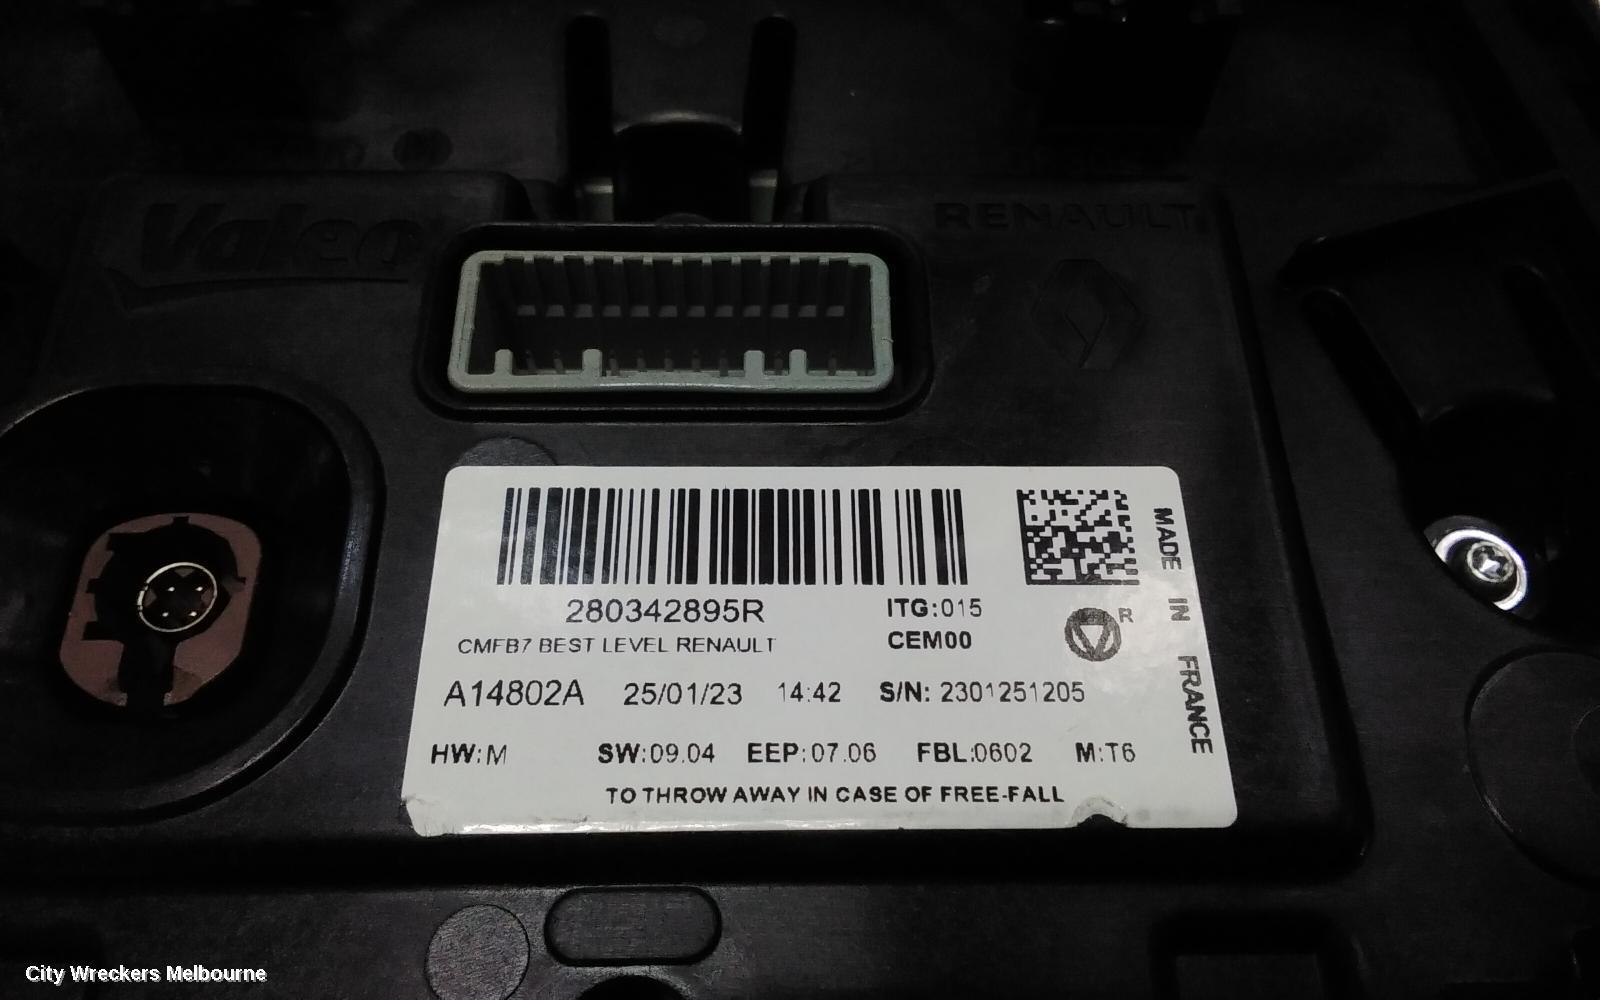 Valeo
RENAULT
280342895R
ITG:015
CMFB7 BEST LEVEL RENAULT
CEM00
R
A14802A 25/01/23 14:42 S/N: 2301251205
HW:M SW:09.04 EEP:07.06 FBL:0602 M:T6
TO THROW AWAY IN CASE OF FREE-FALL
MADE IN FRANCE
City Wreckers Melbourne